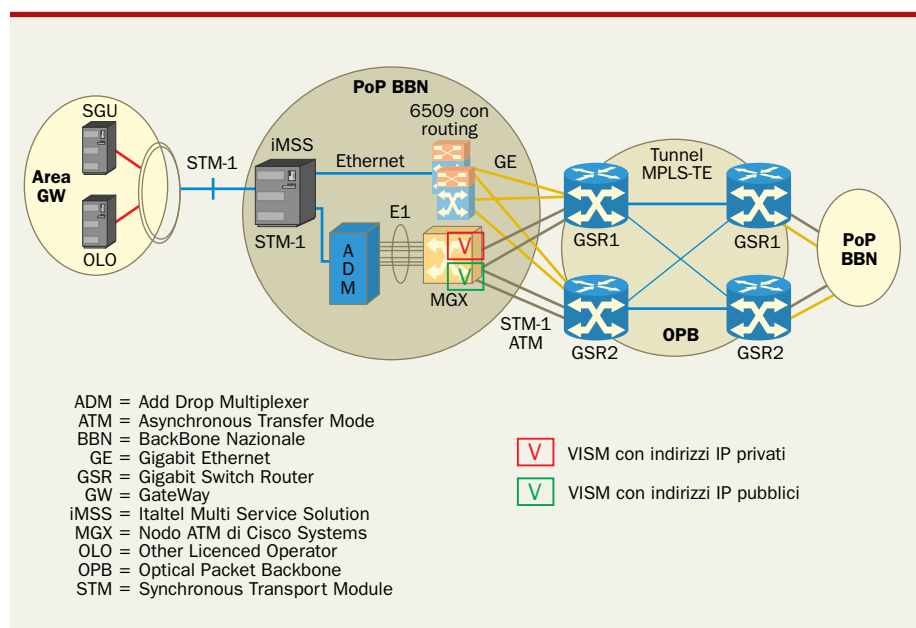 PoP BBN
SGU
6509 con
routing
iMSS
GE
Tunnel
MPLS-TE
STM-1
Ethernet
Area
GW
E1
OLO
STM-1
GSR1
GSR1
PoP
BBN
A
D
M
V
V
MGX
STM-1
ATM
GSR2
OPB
GSR2
ADM = Add Drop Multiplexer
ATM = Asynchronous Transfer Mode
BBN = BackBone Nazionale
GE = Gigabit Ethernet
GSR = Gigabit Switch Router
GW = GateWay
iMSS = Italtel Multi Service Solution
MGX = Nodo ATM di Cisco Systems
OLO = Other Licenced Operator
OPB = Optical Packet Backbone
STM = Synchronous Transport Module
V VISM con indirizzi IP privati
V VISM con indirizzi IP pubblici